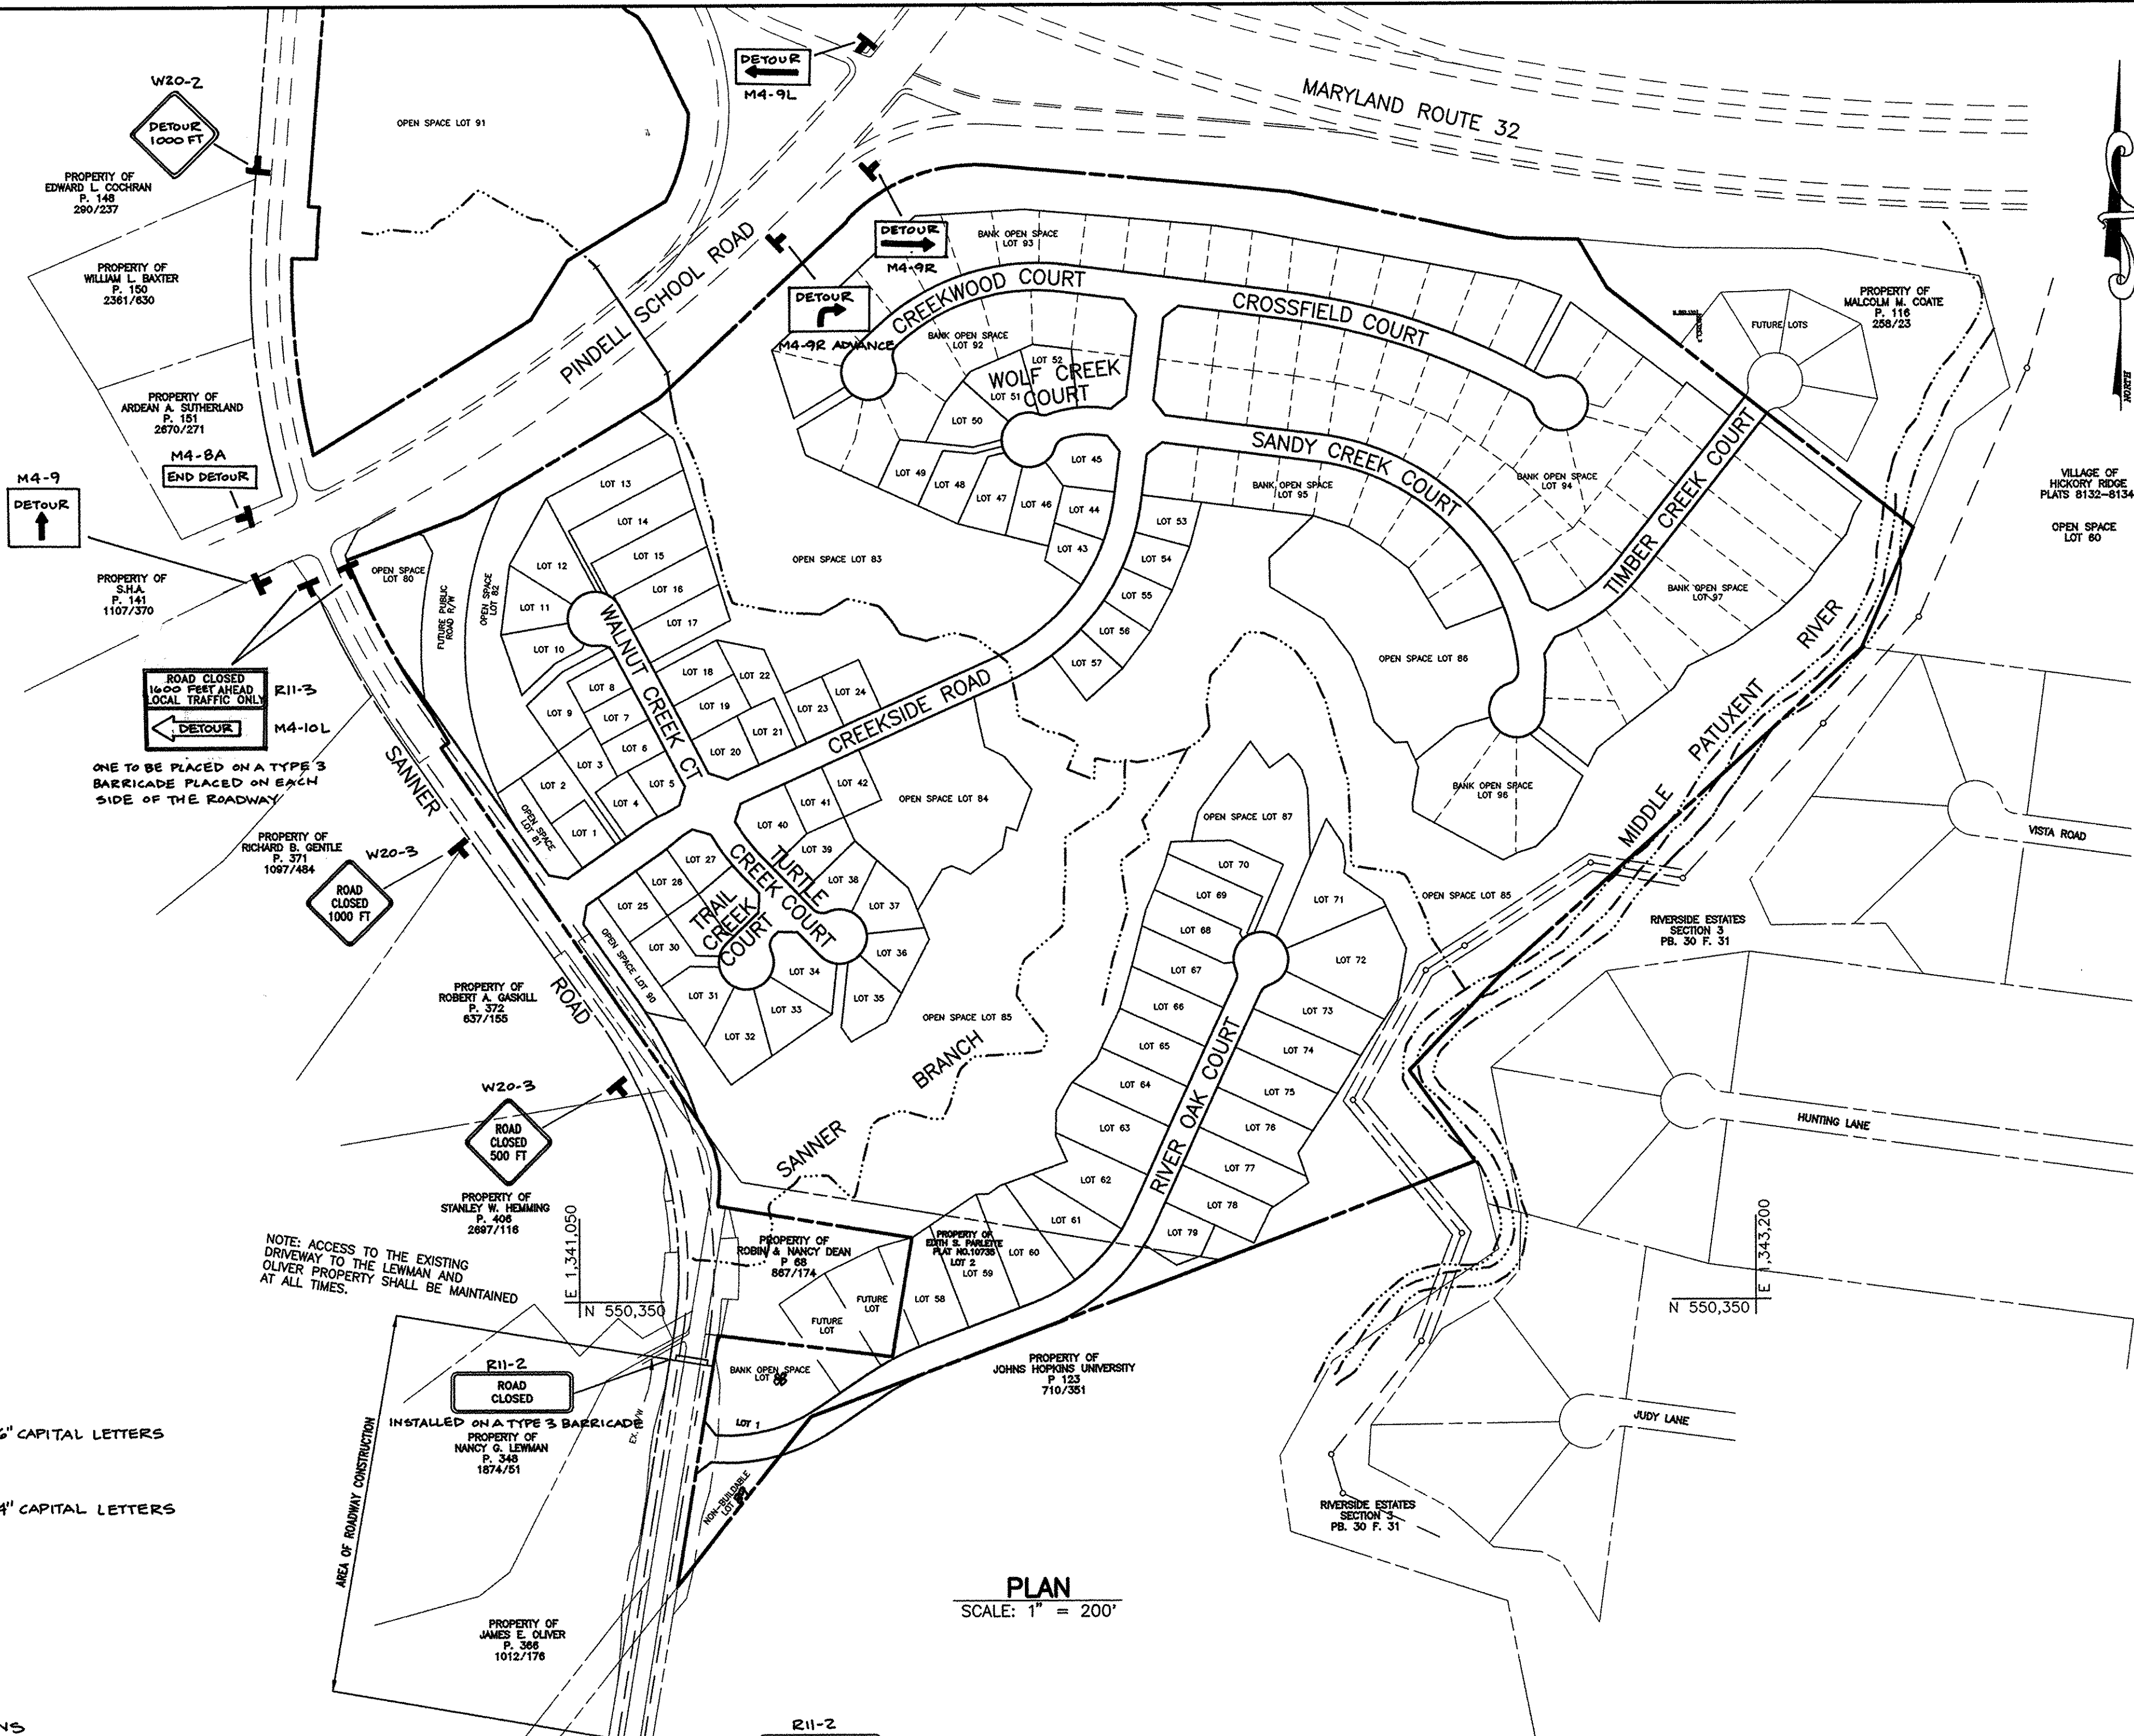 W20-2
DETOUR
1000 FT
OPEN SPACE LOT 91
DETOUR
M4-9L
MARYLAND ROUTE 32
PROPERTY OF
EDWARD L. COCHRAN
P. 148
290/237
PROPERTY OF
WILLIAM L. BAXTER
P. 150
2361/630
PROPERTY OF
ARDEAN A. SUTHERLAND
P. 151
2670/271
M4-8A
END DETOUR
M4-9
DETOUR
PROPERTY OF
S.H.A.
P. 141
1107/370
PINDELL SCHOOL ROAD
DETOUR
M4-9R
DETOUR
M4-9R ADVANCE
BANK OPEN SPACE
LOT 93
CREEKWOOD COURT
BANK OPEN SPACE
LOT 92
CROSSFIELD COURT
LOT 52
WOLF CREEK
COURT
LOT 51
LOT 50
LOT 49
LOT 48
LOT 47
LOT 46
LOT 45
LOT 44
LOT 43
SANDY CREEK COURT
BANK OPEN SPACE
LOT 95
BANK OPEN SPACE
LOT 94
TIMBER CREEK COURT
BANK OPEN SPACE
LOT 97
FUTURE LOTS
PROPERTY OF
MALCOLM M. COATE
P. 116
258/23
NORTH
VILLAGE OF
HICKORY RIDGE
PLATS 8132-8134
OPEN SPACE
LOT 60
LOT 53
LOT 54
LOT 55
LOT 56
LOT 57
OPEN SPACE LOT 83
OPEN SPACE LOT 86
BANK OPEN SPACE
LOT 96
LOT 13
LOT 14
LOT 15
LOT 16
LOT 17
LOT 12
LOT 11
LOT 10
OPEN SPACE
LOT 80
FUTURE PUBLIC
ROAD R/W
OPEN SPACE
LOT 82
WALNUT CREEK CT
LOT 18
LOT 22
LOT 24
LOT 23
LOT 19
LOT 21
LOT 20
LOT 8
LOT 9
LOT 7
LOT 6
LOT 3
LOT 5
LOT 2
LOT 4
LOT 1
OPEN SPACE
LOT 81
CREEKSIDE ROAD
ROAD CLOSED
1600 FEET AHEAD
LOCAL TRAFFIC ONLY
R11-3
DETOUR
M4-10L
ONE TO BE PLACED ON A TYPE 3
BARRICADE PLACED ON EACH
SIDE OF THE ROADWAY
SANNER
ROAD
PROPERTY OF
RICHARD B. GENTLE
P. 371
1097/484
W20-3
ROAD
CLOSED
1000 FT
LOT 42
LOT 41
LOT 40
LOT 39
LOT 38
LOT 37
LOT 36
LOT 35
LOT 34
LOT 33
LOT 32
LOT 31
LOT 30
LOT 27
LOT 26
LOT 25
TURTLE
CREEK COURT
TRAIL
CREEK
COURT
OPEN SPACE LOT 90
OPEN SPACE LOT 84
OPEN SPACE LOT 85
OPEN SPACE LOT 87
LOT 70
LOT 69
LOT 68
LOT 67
LOT 66
LOT 65
LOT 64
LOT 63
LOT 62
LOT 61
LOT 60
LOT 59
LOT 58
LOT 71
LOT 72
LOT 73
LOT 74
LOT 75
LOT 76
LOT 77
LOT 78
LOT 79
RIVER OAK COURT
OPEN SPACE LOT 85
MIDDLE PATUXENT RIVER
VISTA ROAD
RIVERSIDE ESTATES
SECTION 3
PB. 30 F. 31
HUNTING LANE
SANNER BRANCH
PROPERTY OF
ROBERT A. GASKILL
P. 372
637/155
W20-3
ROAD
CLOSED
500 FT
PROPERTY OF
STANLEY W. HEMMING
P. 406
2697/116
NOTE: ACCESS TO THE EXISTING
DRIVEWAY TO THE LEWMAN AND
OLIVER PROPERTY SHALL BE MAINTAINED
AT ALL TIMES.
E 1,341,050
N 550,350
PROPERTY OF
ROBIN & NANCY DEAN
P 68
867/174
PROPERTY OF
EDITH S. PARLETTE
PLAT NO.10735
LOT 2
FUTURE
LOT
FUTURE
LOT
BANK OPEN SPACE
LOT 88
LOT 1
NON-BUILDABLE
LOT
PROPERTY OF
JOHNS HOPKINS UNIVERSITY
P 123
710/351
E 1,343,200
N 550,350
JUDY LANE
RIVERSIDE ESTATES
SECTION 3
PB. 30 F. 31
R11-2
ROAD
CLOSED
INSTALLED ON A TYPE 3 BARRICADE
EX. R/W
PROPERTY OF
NANCY G. LEWMAN
P. 348
1874/51
AREA OF ROADWAY CONSTRUCTION
6" CAPITAL LETTERS
4" CAPITAL LETTERS
PROPERTY OF
JAMES E. OLIVER
P. 366
1012/176
PLAN
SCALE: 1" = 200'
NS
R11-2